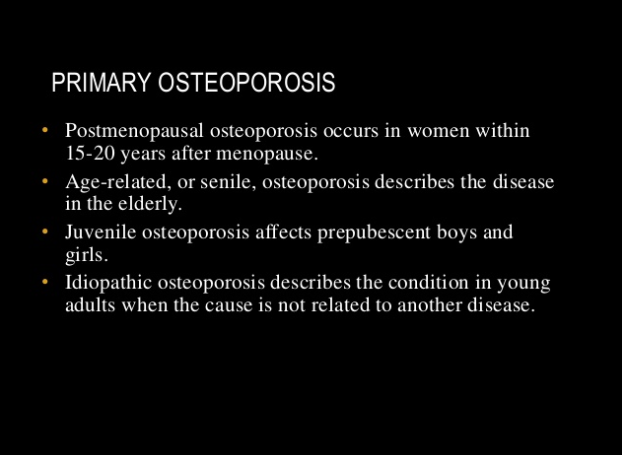 PRIMARY OSTEOPOROSIS
• Postmenopausal osteoporosis occurs in women within
15-20 years after menopause.
• Age-related, or senile, osteoporosis describes the disease
in the elderly.
• Juvenile osteoporosis affects prepubescent boys and
girls.
• Idiopathic osteoporosis describes the condition in young
adults when the cause is not related to another disease.